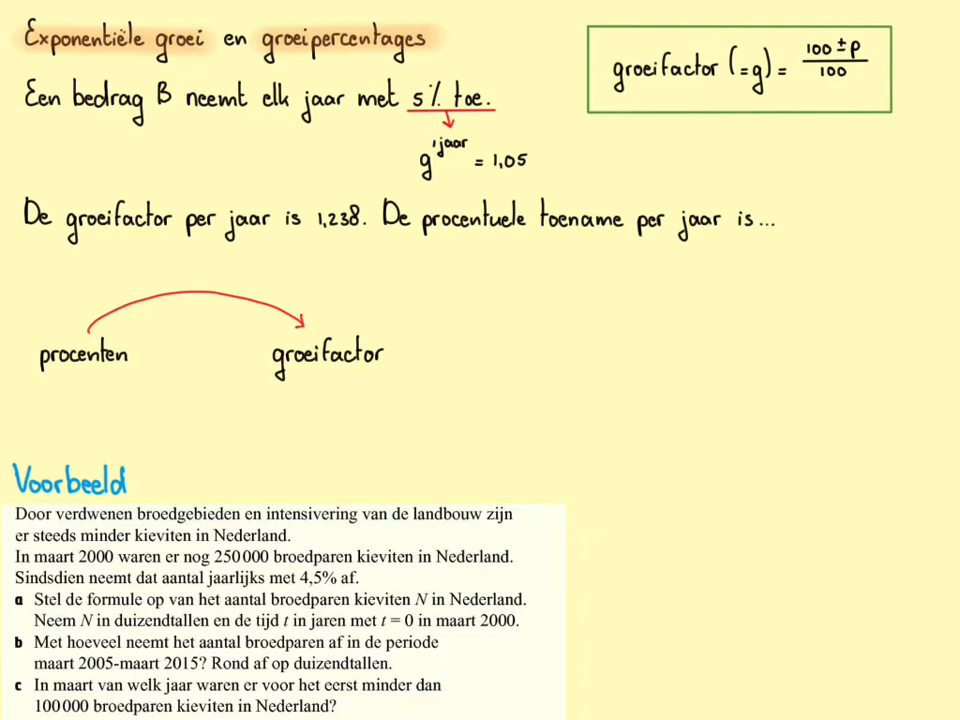 Exponentiële groei en groeipercentages
groeifactor (=g) = (100 ± p)/100
Een bedrag B neemt elk jaar met 5% toe.
g 1 jaar = 1,05
De groeifactor per jaar is 1,238. De procentuele toename per jaar is...
procenten
groeifactor
Voorbeeld
Door verdwenen broedgebieden en intensivering van de landbouw zijn
er steeds minder kieviten in Nederland.
In maart 2000 waren er nog 250 000 broedparen kieviten in Nederland.
Sindsdien neemt dat aantal jaarlijks met 4,5% af.
a Stel de formule op van het aantal broedparen kieviten N in Nederland.
Neem N in duizendtallen en de tijd t in jaren met t = 0 in maart 2000.
b Met hoeveel neemt het aantal broedparen af in de periode
maart 2005-maart 2015? Rond af op duizendtallen.
c In maart van welk jaar waren er voor het eerst minder dan
100 000 broedparen kieviten in Nederland?